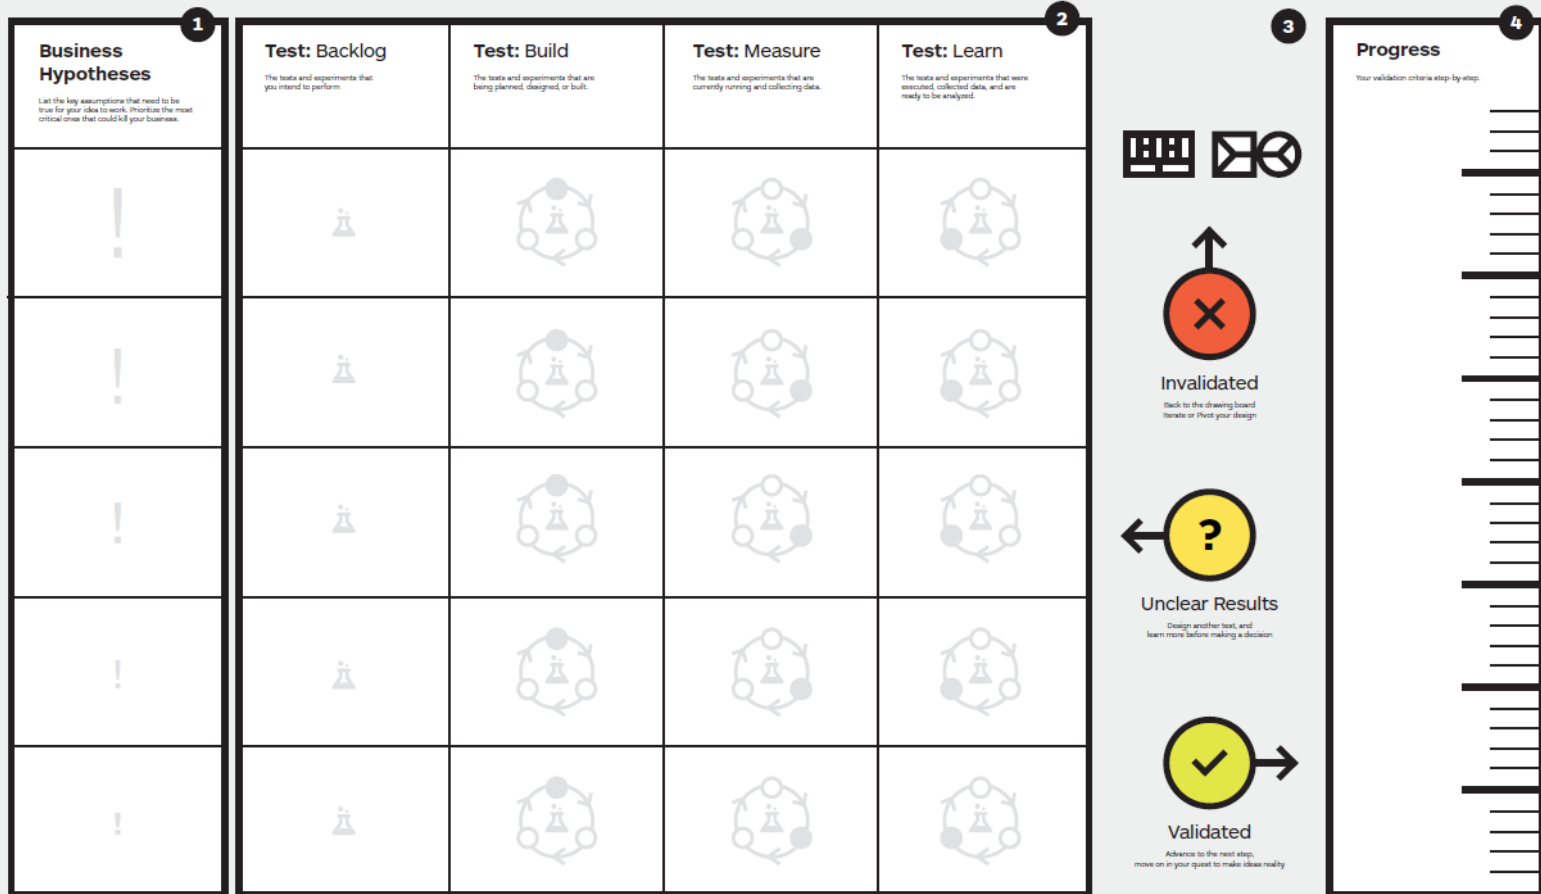 1
Business
Hypotheses
List the key assumptions that need to be
true for your idea to work. Prioritize the most
critical ones that could kill your business.
2
Test: Backlog
The tests and experiments that
you intend to perform
Test: Build
The tests and experiments that are
being planned, designed, or built.
Test: Measure
The tests and experiments that are
currently running and collecting data.
Test: Learn
The tests and experiments that were
executed, collected data, and are
ready to be analyzed.
!
!
!
!
!
3
Invalidated
Back to the drawing board
Iterate or Pivot your design
?
Unclear Results
Design another test, and
learn more before making a decision
Validated
Advance to the next step,
move on in your quest to make ideas reality
4
Progress
Your validation criteria step-by-step.